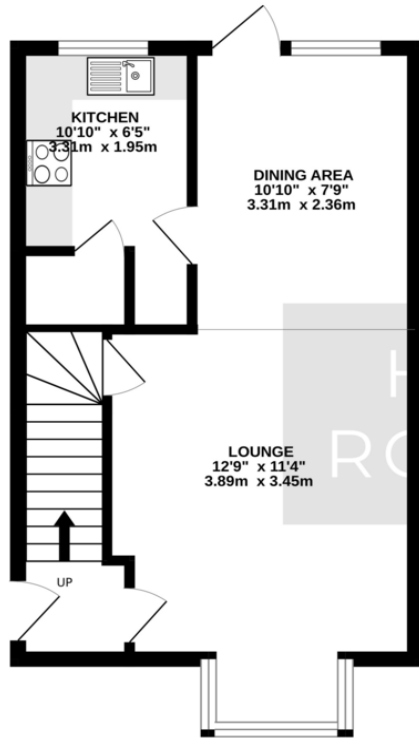 KITCHEN
10'10" x 6'5"
3.31m x 1.95m
DINING AREA
10'10" x 7'9"
3.31m x 2.36m
LOUNGE
12'9" x 11'4"
3.89m x 3.45m
UP